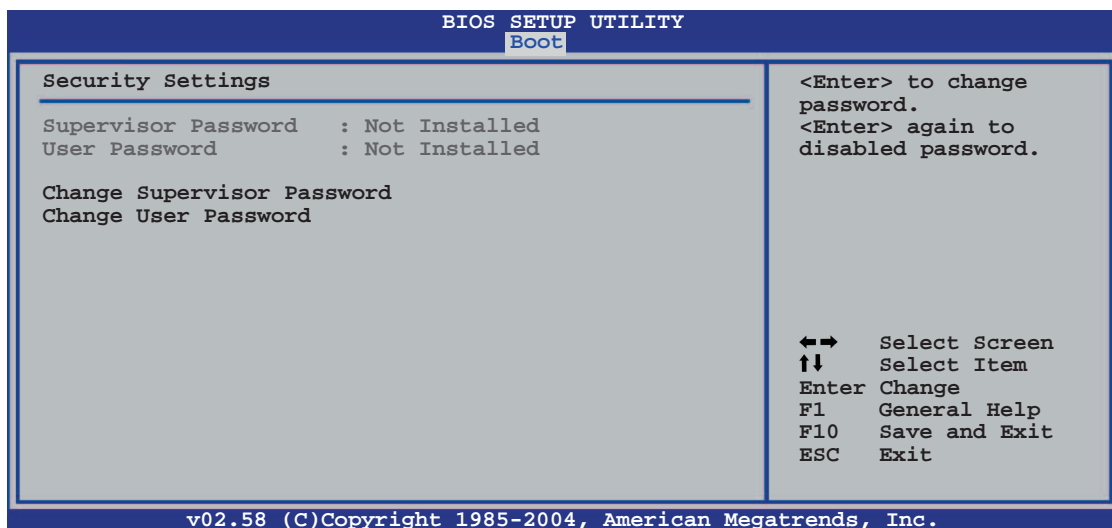 BIOS SETUP UTILITY
Boot
Security Settings
Supervisor Password : Not Installed
User Password : Not Installed
Change Supervisor Password
Change User Password
<Enter> to change
password.
<Enter> again to
disabled password.
←→ Select Screen
↑↓ Select Item
Enter Change
F1 General Help
F10 Save and Exit
ESC Exit
v02.58 (C)Copyright 1985-2004, American Megatrends, Inc.